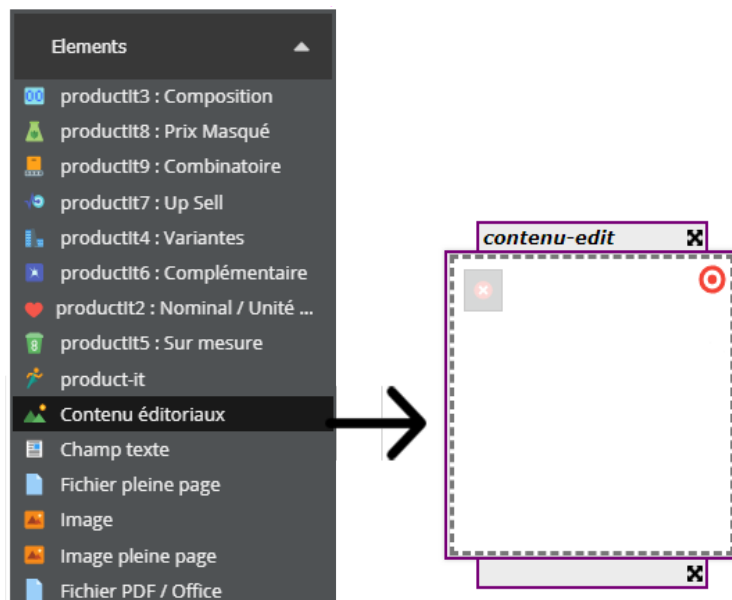 Elements
productIt3 : Composition
productIt8 : Prix Masqué
productIt9 : Combinatoire
productIt7 : Up Sell
productIt4 : Variantes
productIt6 : Complémentaire
productIt2 : Nominal / Unité ...
productIt5 : Sur mesure
product-it
Contenu éditoriaux
Champ texte
Fichier pleine page
Image
Image pleine page
Fichier PDF / Office
contenu-edit